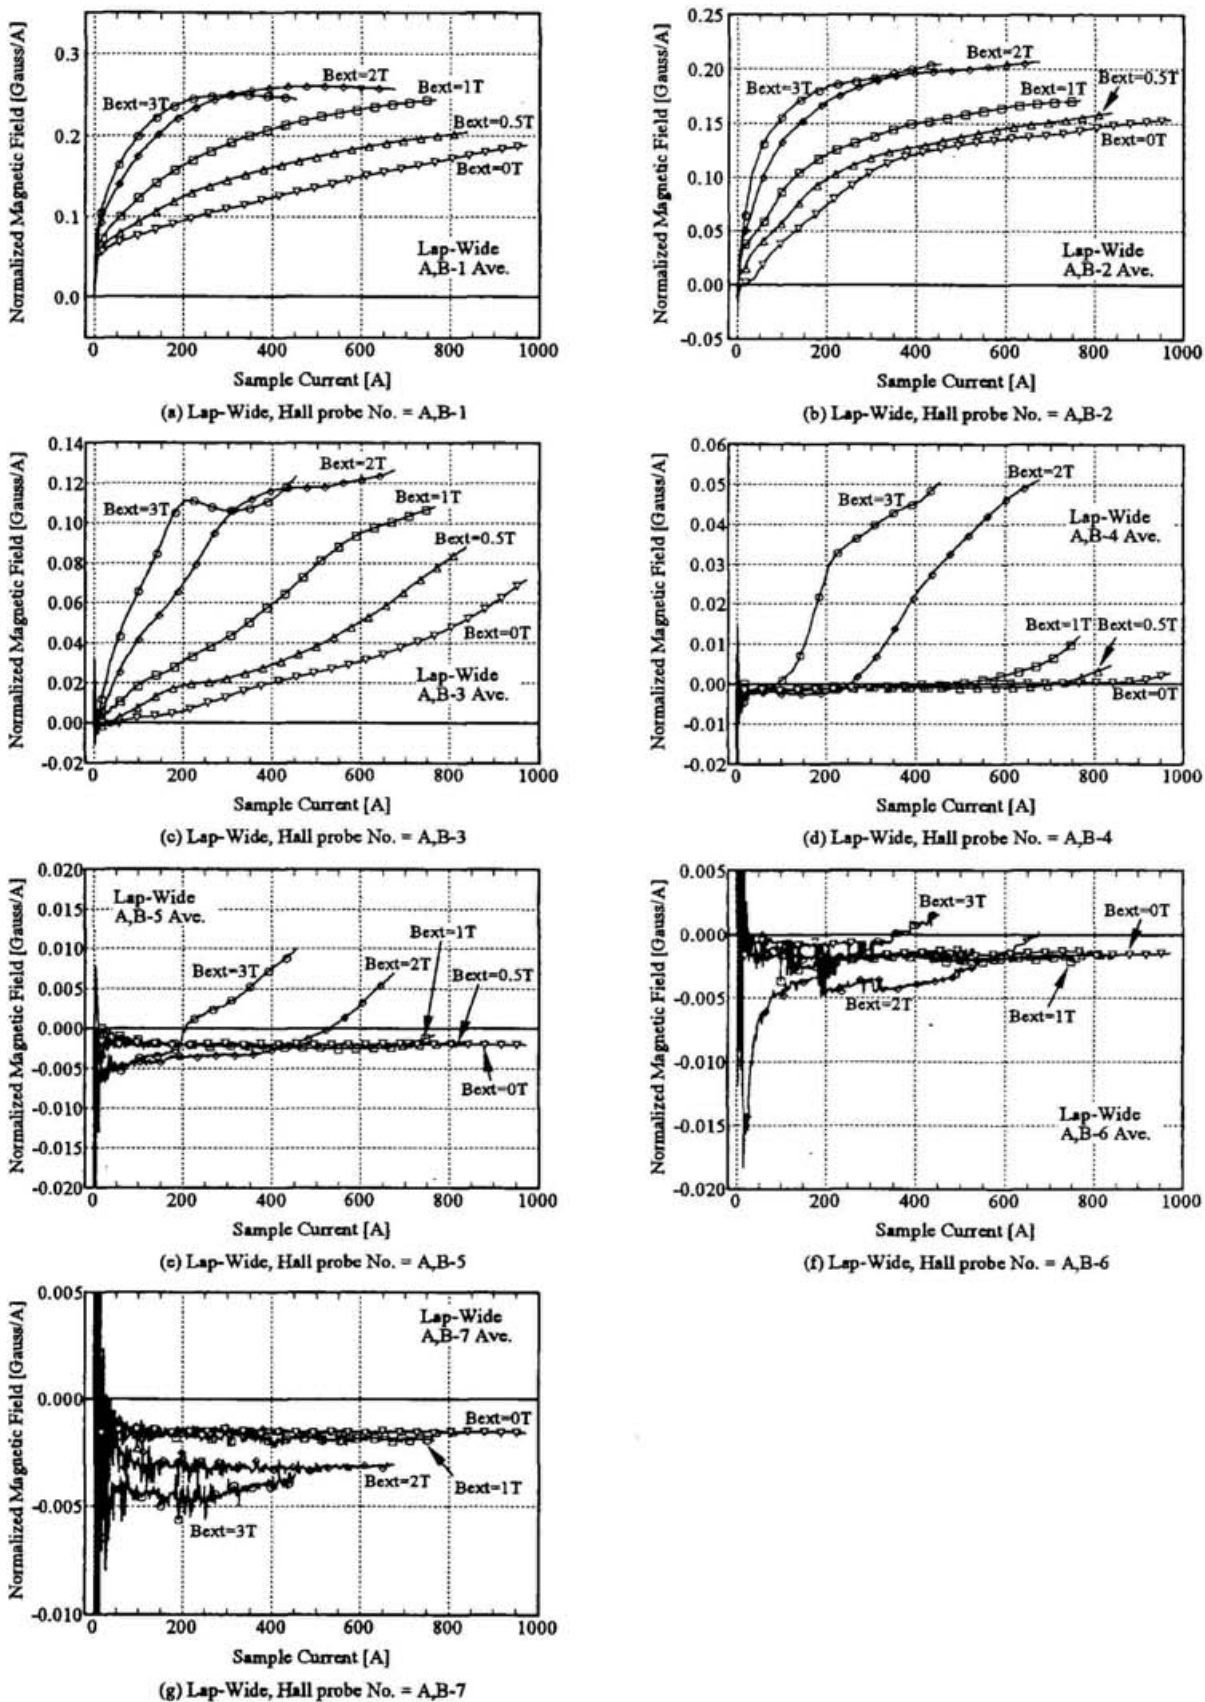 Normalized Magnetic Field [Gauss/A]
0.3
0.2
0.1
0.0
Bext=2T
Bext=3T
Bext=1T
Bext=0.5T
Bext=0T
Lap-Wide
A,B-1 Ave.
0 200 400 600 800 1000
Sample Current [A]
(a) Lap-Wide, Hall probe No. = A,B-1
Normalized Magnetic Field [Gauss/A]
0.25
0.20
0.15
0.10
0.05
0.00
-0.05
Bext=2T
Bext=3T
Bext=0.5T
Bext=1T
Bext=0T
Lap-Wide
A,B-2 Ave.
0 200 400 600 800 1000
Sample Current [A]
(b) Lap-Wide, Hall probe No. = A,B-2
Normalized Magnetic Field [Gauss/A]
0.14
0.12
0.10
0.08
0.06
0.04
0.02
0.00
-0.02
Bext=2T
Bext=3T
Bext=1T
Bext=0.5T
Bext=0T
Lap-Wide
A,B-3 Ave.
0 200 400 600 800 1000
Sample Current [A]
(c) Lap-Wide, Hall probe No. = A,B-3
Normalized Magnetic Field [Gauss/A]
0.06
0.05
0.04
0.03
0.02
0.01
0.00
-0.01
-0.02
Bext=2T
Bext=3T
Lap-Wide
A,B-4 Ave.
Bext=1T Bext=0.5T
Bext=0T
0 200 400 600 800 1000
Sample Current [A]
(d) Lap-Wide, Hall probe No. = A,B-4
Normalized Magnetic Field [Gauss/A]
0.020
0.015
0.010
0.005
0.000
-0.005
-0.010
-0.015
-0.020
Lap-Wide
A,B-5 Ave.
Bext=1T
Bext=3T
Bext=2T
Bext=0.5T
Bext=0T
0 200 400 600 800 1000
Sample Current [A]
(e) Lap-Wide, Hall probe No. = A,B-5
Normalized Magnetic Field [Gauss/A]
0.005
0.000
-0.005
-0.010
-0.015
-0.020
Bext=3T
Bext=0T
Bext=2T
Bext=1T
Lap-Wide
A,B-6 Ave.
0 200 400 600 800 1000
Sample Current [A]
(f) Lap-Wide, Hall probe No. = A,B-6
Normalized Magnetic Field [Gauss/A]
0.005
0.000
-0.005
-0.010
Lap-Wide
A,B-7 Ave.
Bext=0T
Bext=2T
Bext=1T
Bext=3T
0 200 400 600 800 1000
Sample Current [A]
(g) Lap-Wide, Hall probe No. = A,B-7